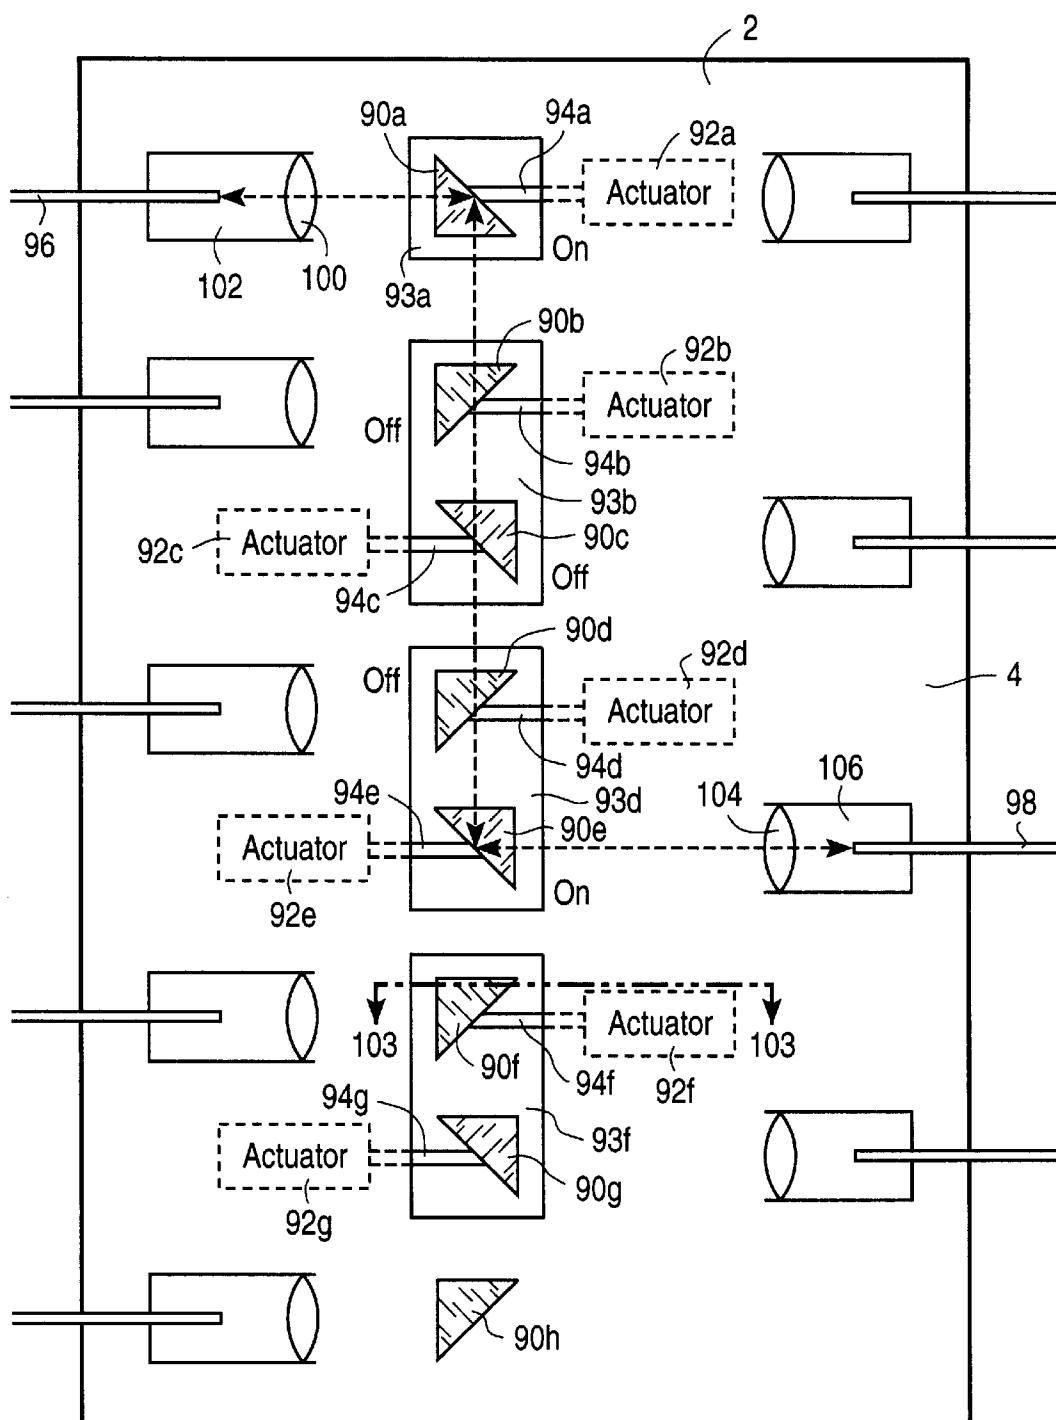 2
90a
94a
92a
Actuator
96
102
100
93a
On
90b
92b
Actuator
Off
94b
93b
92c
Actuator
90c
94c
Off
90d
92d
Off
Actuator
4
94d
106
94e
93d
104
98
Actuator
90e
92e
On
103
90f
94f
Actuator
92f
103
94g
93f
Actuator
90g
92g
90h